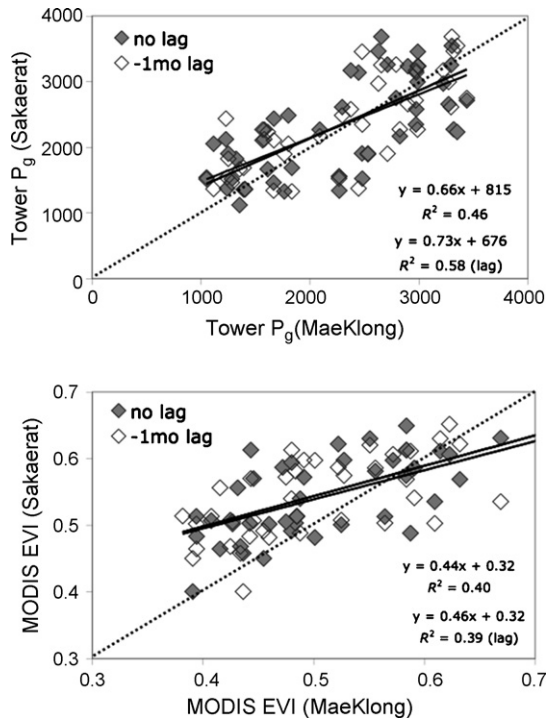 4000
3000
2000
1000
0
Tower Pg (Sakaerat)
no lag
-1mo lag
y = 0.66x + 815
R² = 0.46
y = 0.73x + 676
R² = 0.58 (lag)
0 1000 2000 3000 4000
Tower Pg(MaeKlong)
0.7
0.6
0.5
0.4
0.3
MODIS EVI (Sakaerat)
no lag
-1mo lag
y = 0.44x + 0.32
R² = 0.40
y = 0.46x + 0.32
R² = 0.39 (lag)
0.3 0.4 0.5 0.6 0.7
MODIS EVI (MaeKlong)